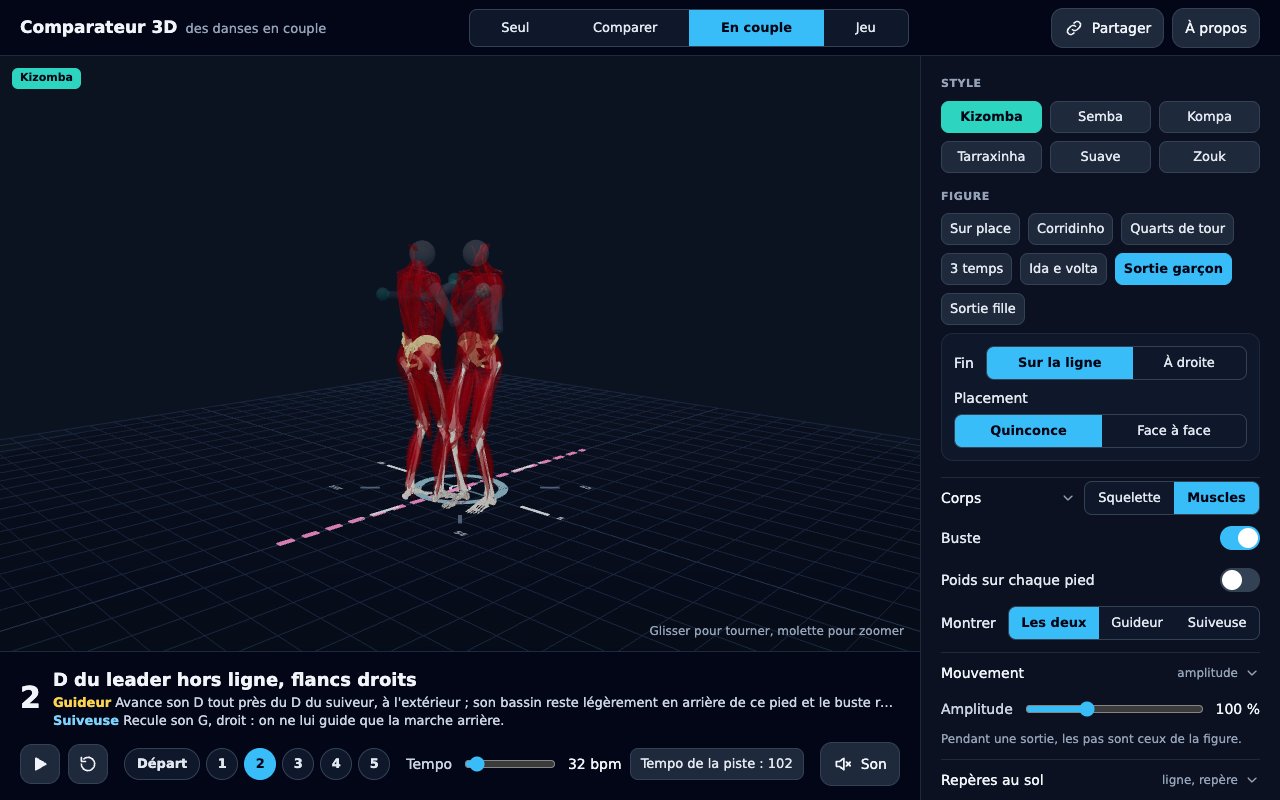 Comparateur 3D des danses en couple
Seul
Comparer
En couple
Jeu
Partager
À propos
Kizomba
Glisser pour tourner, molette pour zoomer
2
D du leader hors ligne, flancs droits
Guideur Avance son D tout près du D du suiveur, à l'extérieur ; son bassin reste légèrement en arrière de ce pied et le buste r...
Suiveuse Recule son G, droit : on ne lui guide que la marche arrière.
Départ
1
2
3
4
5
Tempo
32 bpm
Tempo de la piste : 102
Son
STYLE
Kizomba
Semba
Kompa
Tarraxinha
Suave
Zouk
FIGURE
Sur place
Corridinho
Quarts de tour
3 temps
Ida e volta
Sortie garçon
Sortie fille
Fin
Sur la ligne
À droite
Placement
Quinconce
Face à face
Corps
Squelette
Muscles
Buste
Poids sur chaque pied
Montrer
Les deux
Guideur
Suiveuse
Mouvement
amplitude
Amplitude
100 %
Pendant une sortie, les pas sont ceux de la figure.
Repères au sol
ligne, repère